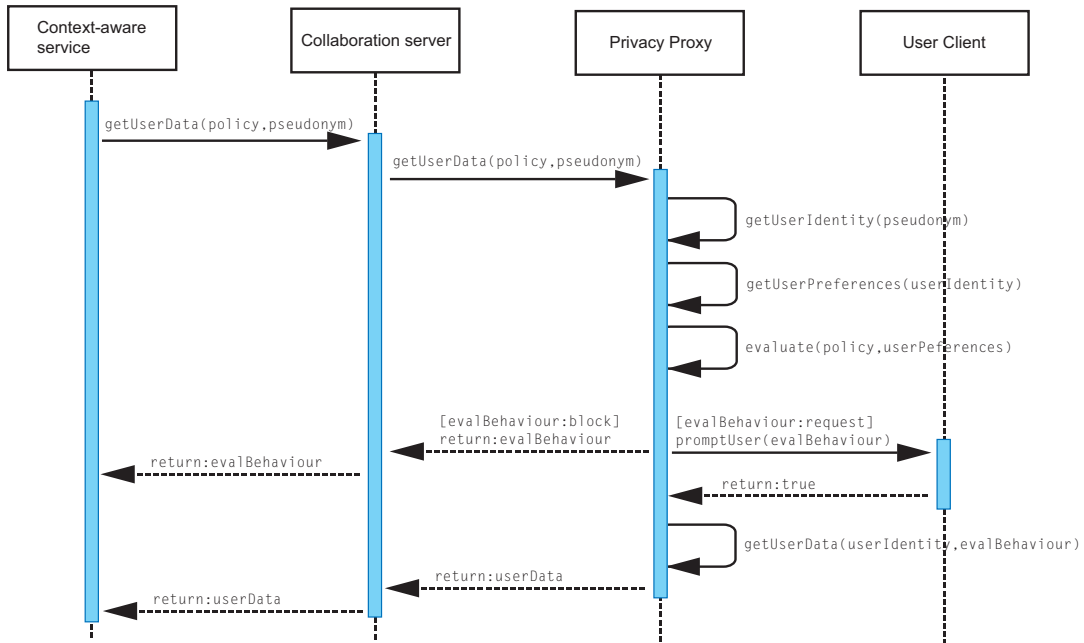 Context-aware
service
Collaboration server
Privacy Proxy
User Client
getUserData(policy,pseudonym)
getUserData(policy,pseudonym)
getUserIdentity(pseudonym)
getUserPreferences(userIdentity)
evaluate(policy,userPeferences)
[evalBehaviour:block]
return:evalBehaviour
[evalBehaviour:request]
promptUser(evalBehaviour)
return:evalBehaviour
return:true
getUserData(userIdentity,evalBehaviour)
return:userData
return:userData